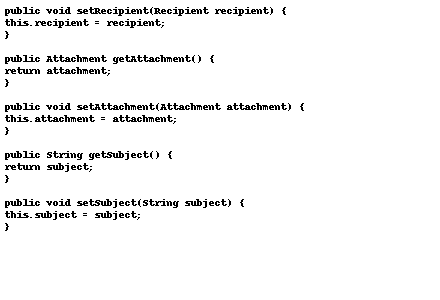 public void setRecipient(Recipient recipient) {
this.recipient = recipient;
}
public Attachment getAttachment() {
return attachment;
}
public void setAttachment(Attachment attachment) {
this.attachment = attachment;
}
public String getSubject() {
return subject;
}
public void setSubject(String subject) {
this.subject = subject;
}